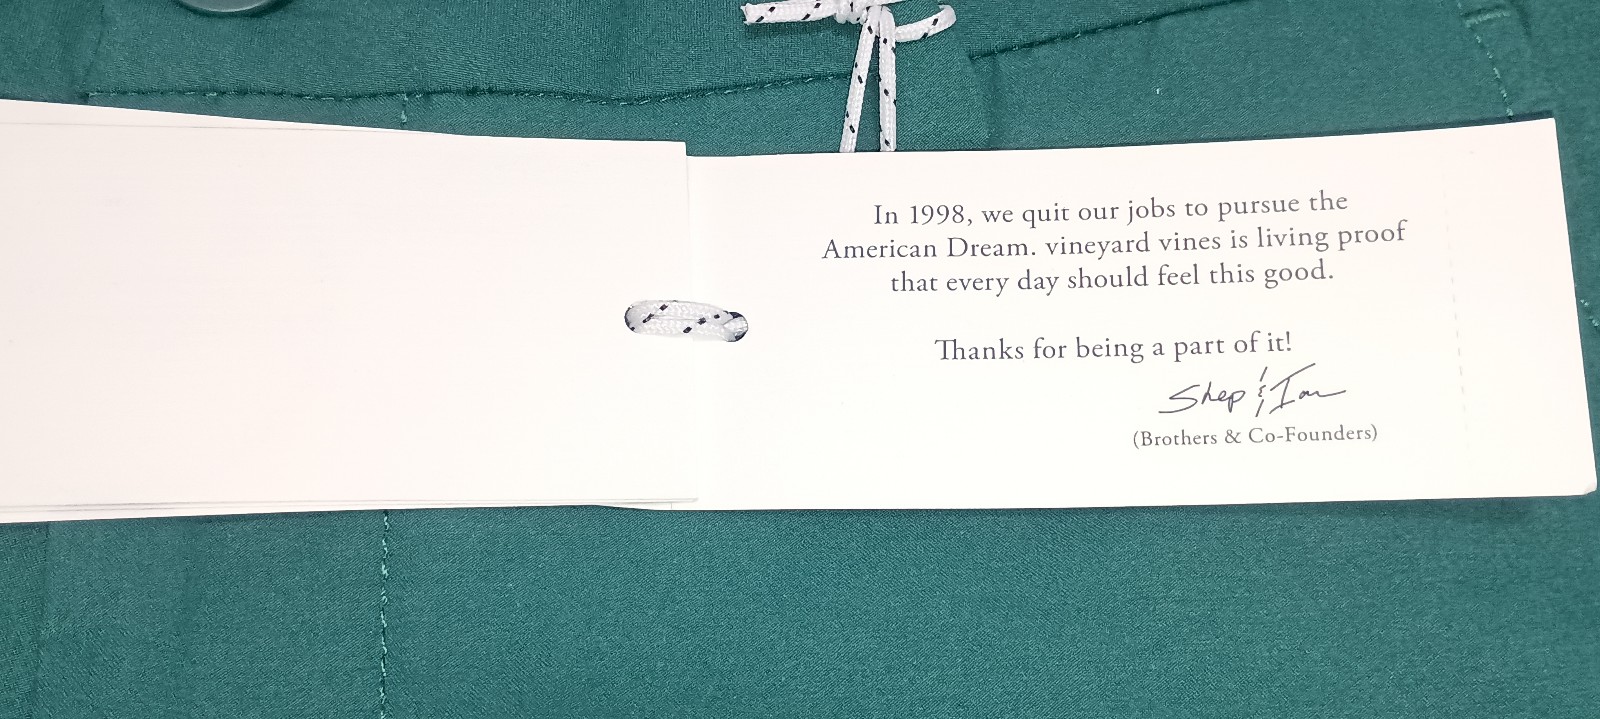 In 1998, we quit our jobs to pursue the
American Dream. vineyard vines is living proof
that every day should feel this good.
Thanks for being a part of it!
Shep & Ian
(Brothers & Co-Founders)